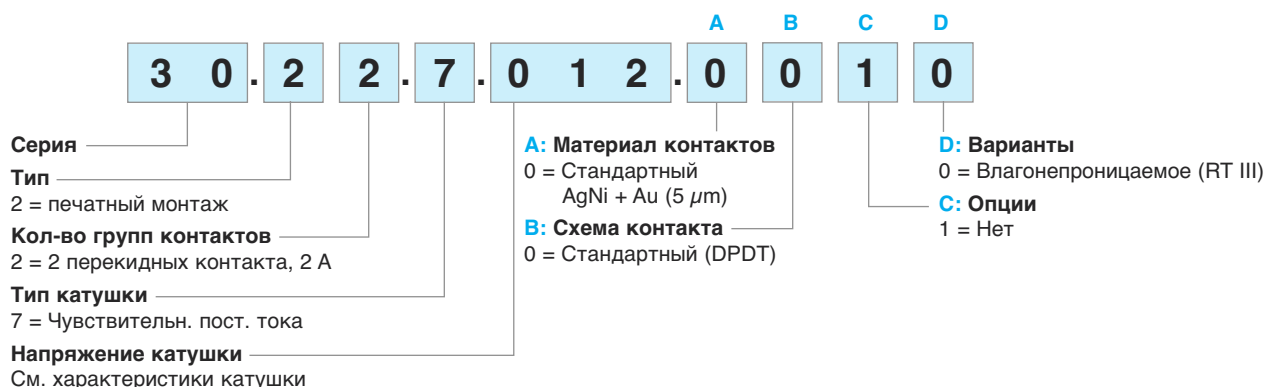 A B C D
3 0 . 2 2 . 7 . 0 1 2 . 0 0 1 0
Серия
Тип
2 = печатный монтаж
Кол-во групп контактов
2 = 2 перекидных контакта, 2 A
Тип катушки
7 = Чувствительн. пост. тока
Напряжение катушки
См. характеристики катушки
A: Материал контактов
0 = Стандартный
AgNi + Au (5 µm)
B: Схема контакта
0 = Стандартный (DPDT)
D: Варианты
0 = Влагонепроницаемое (RT III)
C: Опции
1 = Нет